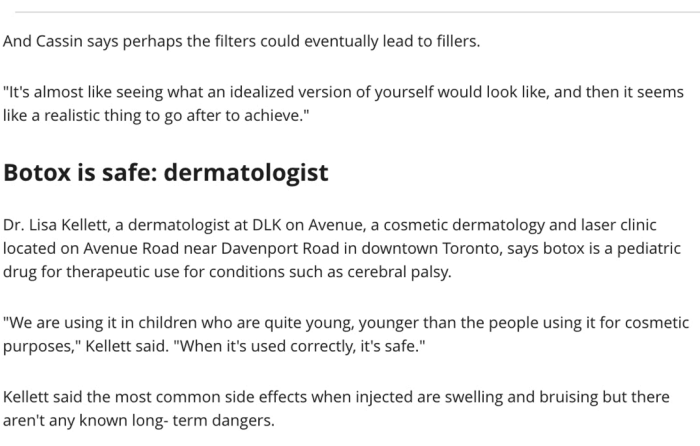 And Cassin says perhaps the filters could eventually lead to fillers.
"It's almost like seeing what an idealized version of yourself would look like, and then it seems
like a realistic thing to go after to achieve."
Botox is safe: dermatologist
Dr. Lisa Kellett, a dermatologist at DLK on Avenue, a cosmetic dermatology and laser clinic
located on Avenue Road near Davenport Road in downtown Toronto, says botox is a pediatric
drug for therapeutic use for conditions such as cerebral palsy.
"We are using it in children who are quite young, younger than the people using it for cosmetic
purposes," Kellett said. "When it's used correctly, it's safe."
Kellett said the most common side effects when injected are swelling and bruising but there
aren't any known long- term dangers.